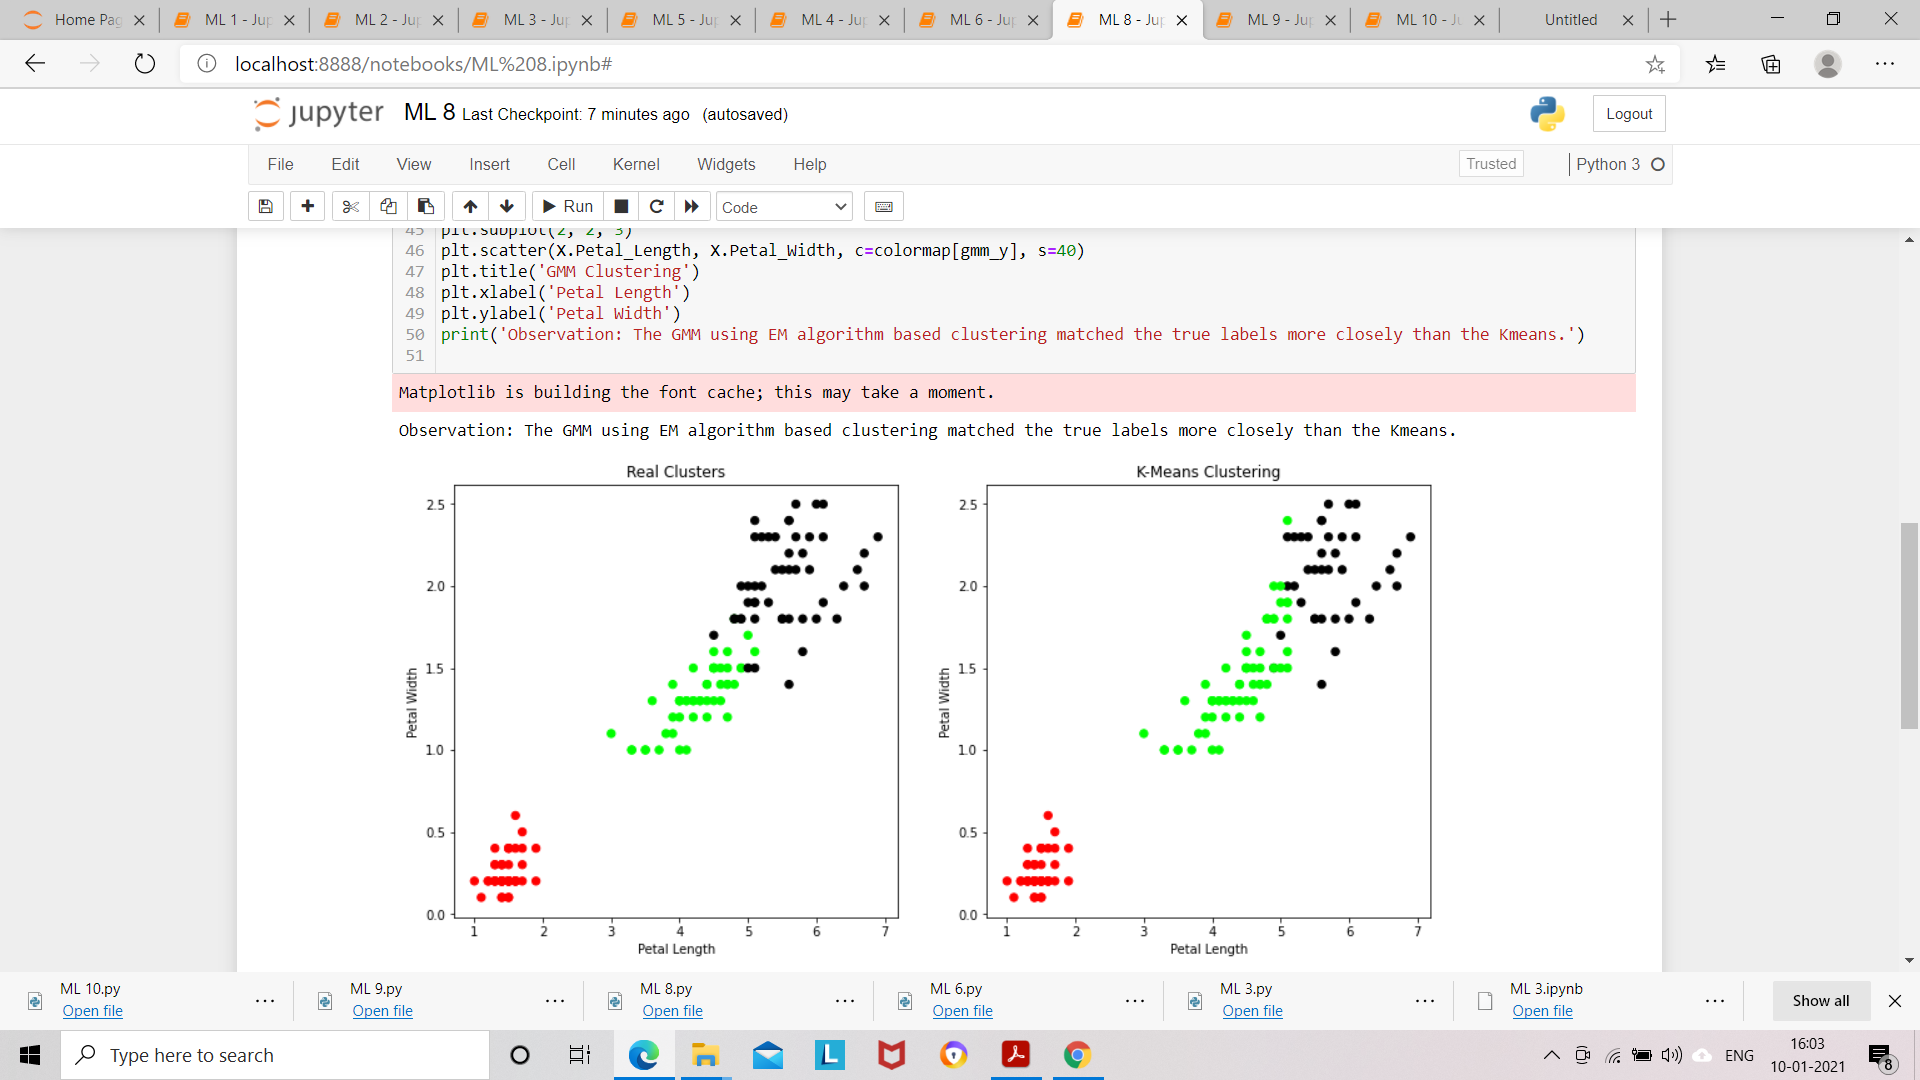 Home Pag
ML 1 - Jup
ML 2 - Jup
ML 3 - Jup
ML 5 - Jup
ML 4 - Jup
ML 6 - Jup
ML 8 - Jup
ML 9 - Jup
ML 10 - Ju
Untitled
localhost:8888/notebooks/ML%208.ipynb#
jupyter ML 8 Last Checkpoint: 7 minutes ago (autosaved)
Logout
File Edit View Insert Cell Kernel Widgets Help
Trusted
Python 3
Run
Code
45 plt.subplot(2, 2, 3)
46 plt.scatter(X.Petal_Length, X.Petal_Width, c=colormap[gmm_y], s=40)
47 plt.title('GMM Clustering')
48 plt.xlabel('Petal Length')
49 plt.ylabel('Petal Width')
50 print('Observation: The GMM using EM algorithm based clustering matched the true labels more closely than the Kmeans.')
51
Matplotlib is building the font cache; this may take a moment.
Observation: The GMM using EM algorithm based clustering matched the true labels more closely than the Kmeans.
Real Clusters
2.5
2.0
1.5
1.0
0.5
0.0
Petal Width
1 2 3 4 5 6 7
Petal Length
K-Means Clustering
2.5
2.0
1.5
1.0
0.5
0.0
Petal Width
1 2 3 4 5 6 7
Petal Length
ML 10.py
Open file
ML 9.py
Open file
ML 8.py
Open file
ML 6.py
Open file
ML 3.py
Open file
ML 3.ipynb
Open file
Show all
Type here to search
L
ENG
16:03
10-01-2021
8